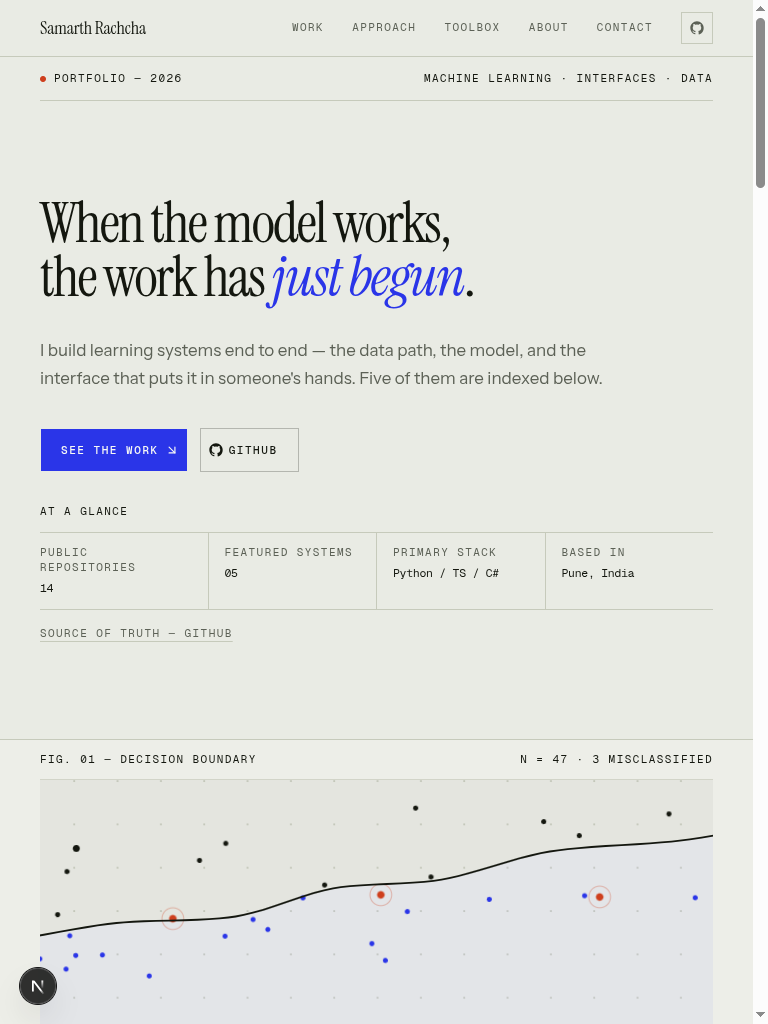 Samarth Rachcha
WORK APPROACH TOOLBOX ABOUT CONTACT
PORTFOLIO — 2026
MACHINE LEARNING · INTERFACES · DATA
When the model works,
the work has just begun.
I build learning systems end to end — the data path, the model, and the
interface that puts it in someone's hands. Five of them are indexed below.
SEE THE WORK ↘
GITHUB
AT A GLANCE
PUBLIC
REPOSITORIES
14
FEATURED SYSTEMS
05
PRIMARY STACK
Python / TS / C#
BASED IN
Pune, India
SOURCE OF TRUTH — GITHUB
FIG. 01 — DECISION BOUNDARY
N = 47 · 3 MISCLASSIFIED
N